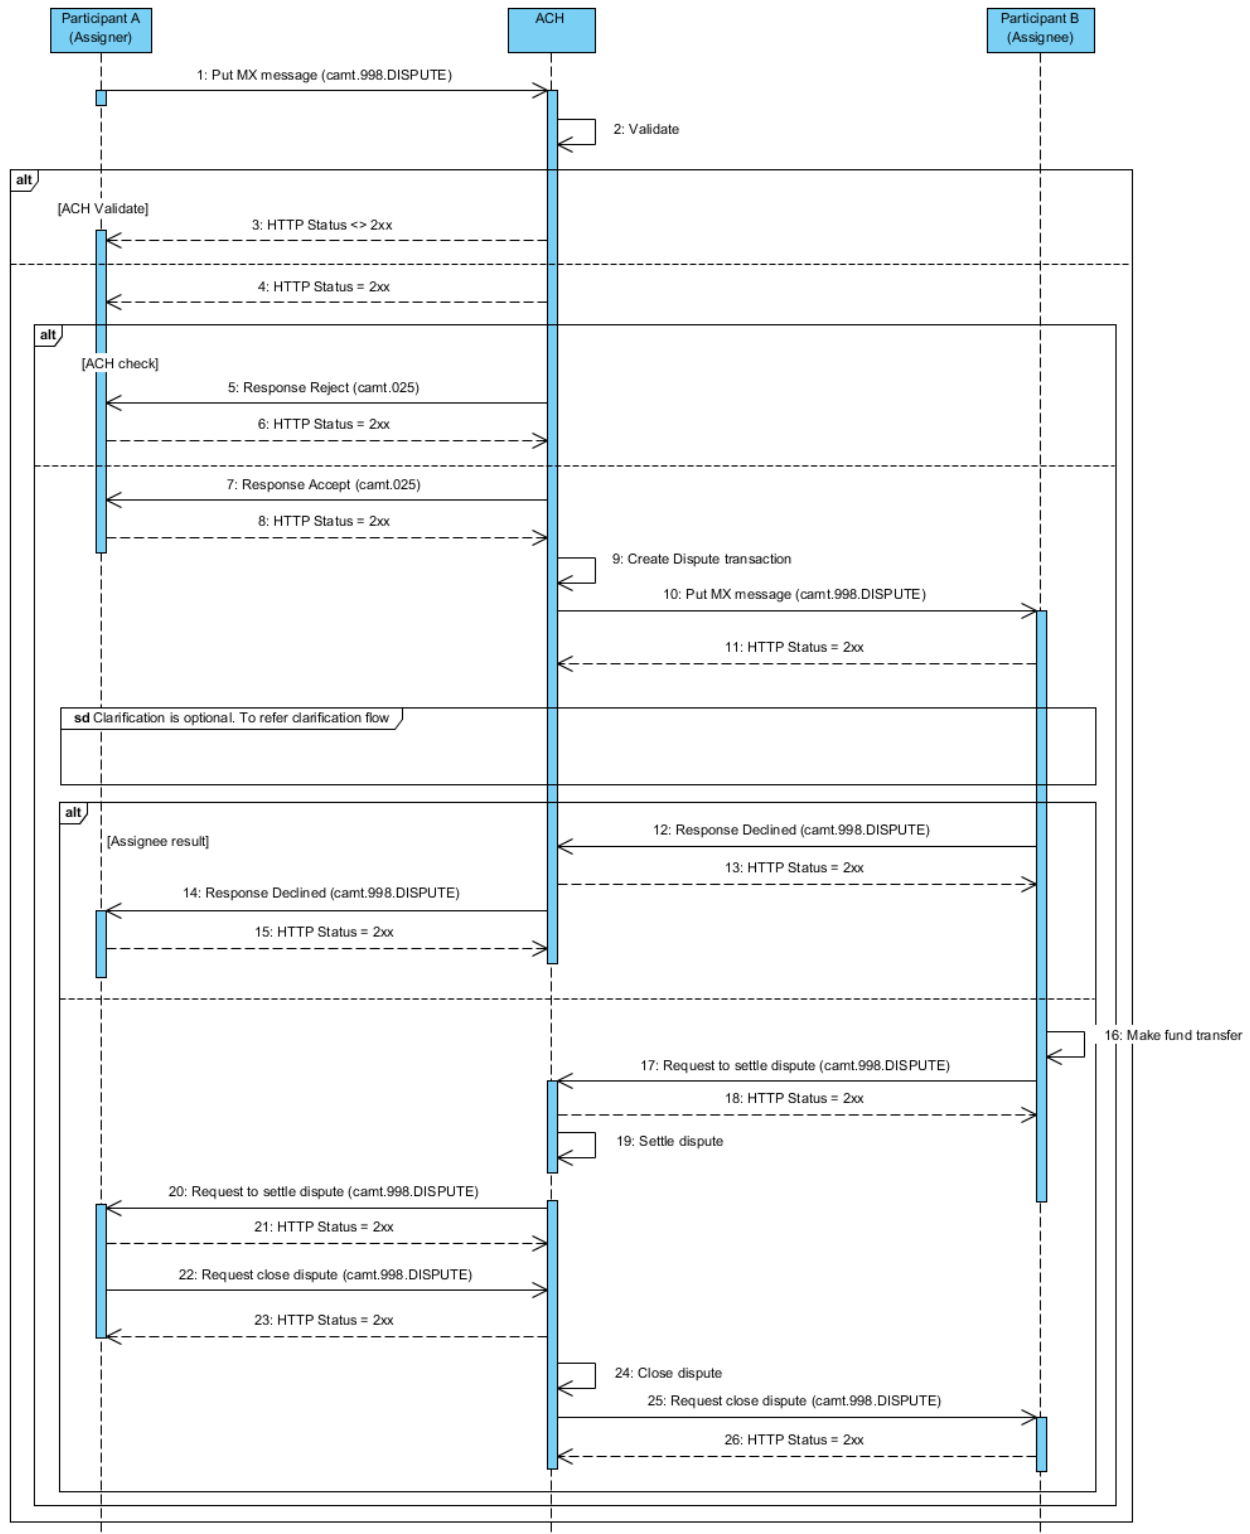 Participant A
(Assigner)
ACH
Participant B
(Assignee)
1: Put MX message (camt.998.DISPUTE)
2: Validate
alt
[ACH Validate]
3: HTTP Status <> 2xx
4: HTTP Status = 2xx
alt
[ACH check]
5: Response Reject (camt.025)
6: HTTP Status = 2xx
7: Response Accept (camt.025)
8: HTTP Status = 2xx
9: Create Dispute transaction
10: Put MX message (camt.998.DISPUTE)
11: HTTP Status = 2xx
sd Clarification is optional. To refer clarification flow
alt
[Assignee result]
12: Response Declined (camt.998.DISPUTE)
13: HTTP Status = 2xx
14: Response Declined (camt.998.DISPUTE)
15: HTTP Status = 2xx
16: Make fund transfer
17: Request to settle dispute (camt.998.DISPUTE)
18: HTTP Status = 2xx
19: Settle dispute
20: Request to settle dispute (camt.998.DISPUTE)
21: HTTP Status = 2xx
22: Request close dispute (camt.998.DISPUTE)
23: HTTP Status = 2xx
24: Close dispute
25: Request close dispute (camt.998.DISPUTE)
26: HTTP Status = 2xx